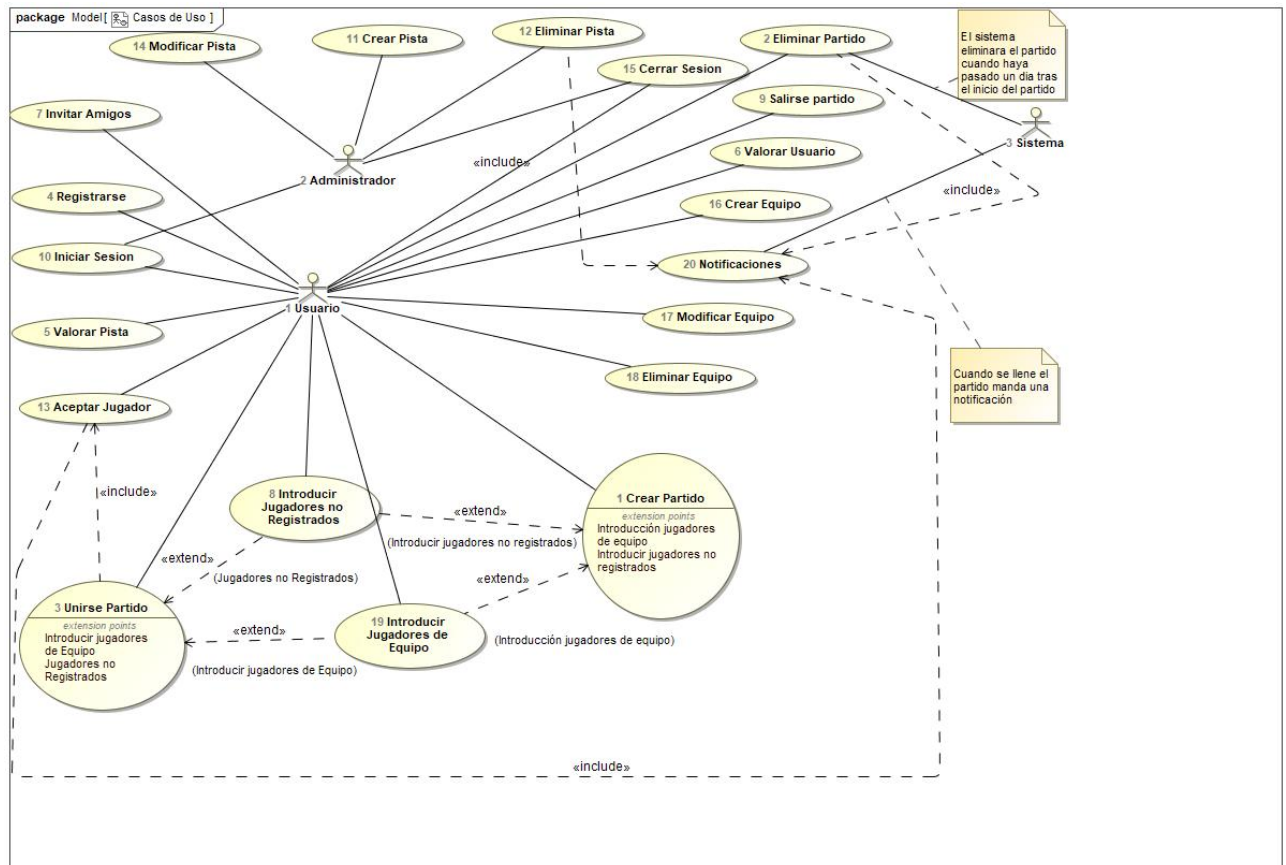 package Model[ Casos de Uso ]
14 Modificar Pista
11 Crear Pista
12 Eliminar Pista
2 Eliminar Partido
El sistema
eliminara el partido
cuando haya
pasado un dia tras
el inicio del partido
15 Cerrar Sesion
7 Invitar Amigos
9 Salirse partido
3 Sistema
«include»
6 Valorar Usuario
2 Administrador
4 Registrarse
«include»
16 Crear Equipo
10 Iniciar Sesion
20 Notificaciones
1 Usuario
5 Valorar Pista
17 Modificar Equipo
18 Eliminar Equipo
Cuando se llene el
partido manda una
notificación
13 Aceptar Jugador
«include»
8 Introducir
Jugadores no
Registrados
«extend»
(Introducir jugadores no registrados)
1 Crear Partido
extension points
Introducción jugadores
de equipo
Introducir jugadores no
registrados
«extend»
(Jugadores no Registrados)
«extend»
3 Unirse Partido
extension points
Introducir jugadores
de Equipo
Jugadores no
Registrados
«extend»
(Introducir jugadores de Equipo)
19 Introducir
Jugadores de
Equipo
(Introducción jugadores de equipo)
«include»